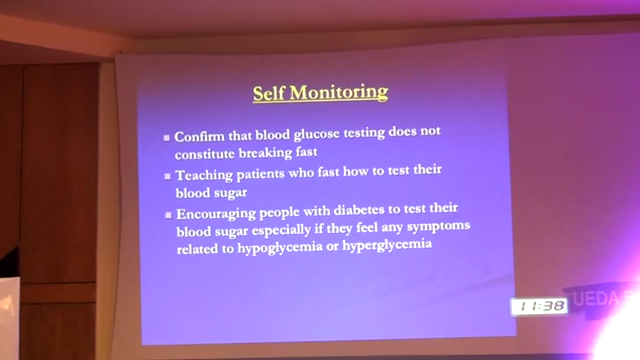 Self Monitoring
Confirm that blood glucose testing does not
constitute breaking fast
Teaching patients who fast how to test their
blood sugar
Encouraging people with diabetes to test their
blood sugar especially if they feel any symptoms
related to hypoglycemia or hyperglycemia
11:38
UEDA